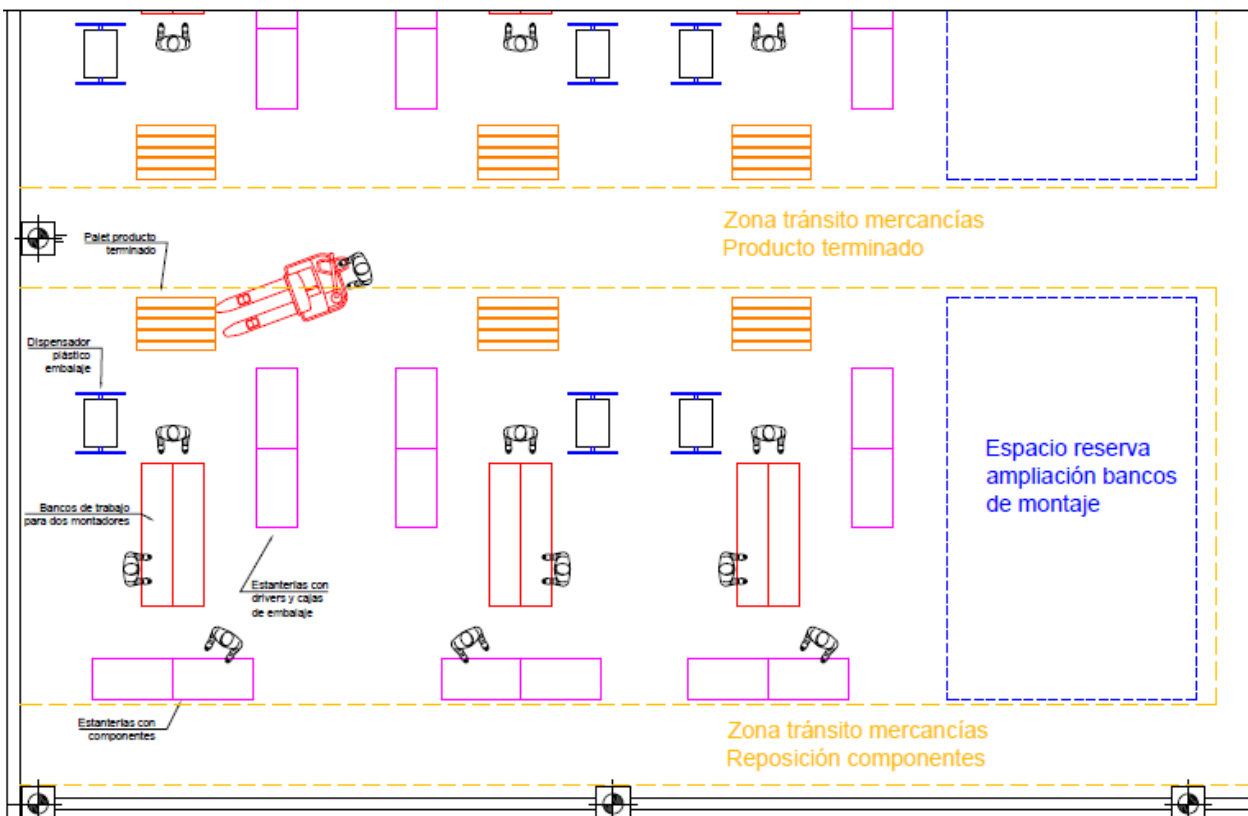 Zona tránsito mercancías
Producto terminado
Palet producto
terminado
Dispensador
plástico
embalaje
Espacio reserva
ampliación bancos
de montaje
Bancos de trabajo
para dos montadores
Estanterías con
drivers y cajas
de embalaje
Estanterías con
componentes
Zona tránsito mercancías
Reposición componentes